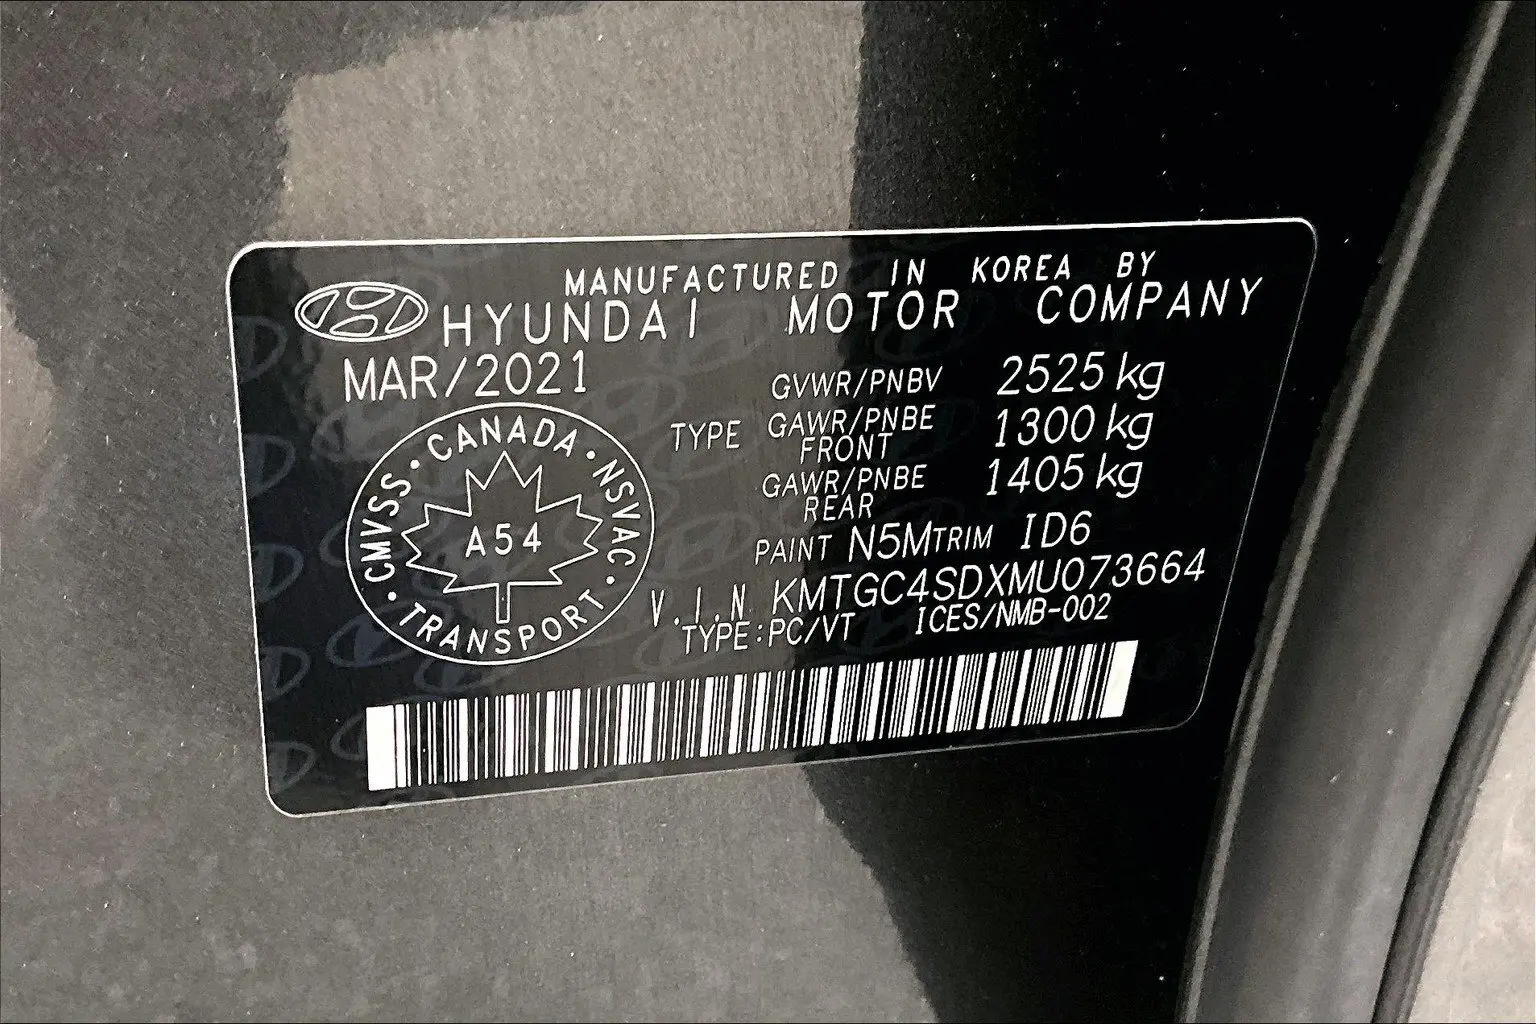 MANUFACTURED IN KOREA BY
HYUNDAI MOTOR COMPANY
MAR/2021
GVWR/PNBV 2525 kg
TYPE GAWR/PNBE FRONT 1300 kg
GAWR/PNBE REAR 1405 kg
PAINT N5M TRIM ID6
V.I.N KMTGC4SDXMU073664
TYPE:PC/VT ICES/NMB-002
CMVSS · CANADA · NSVAC ·
A54
· TRANSPORT ·